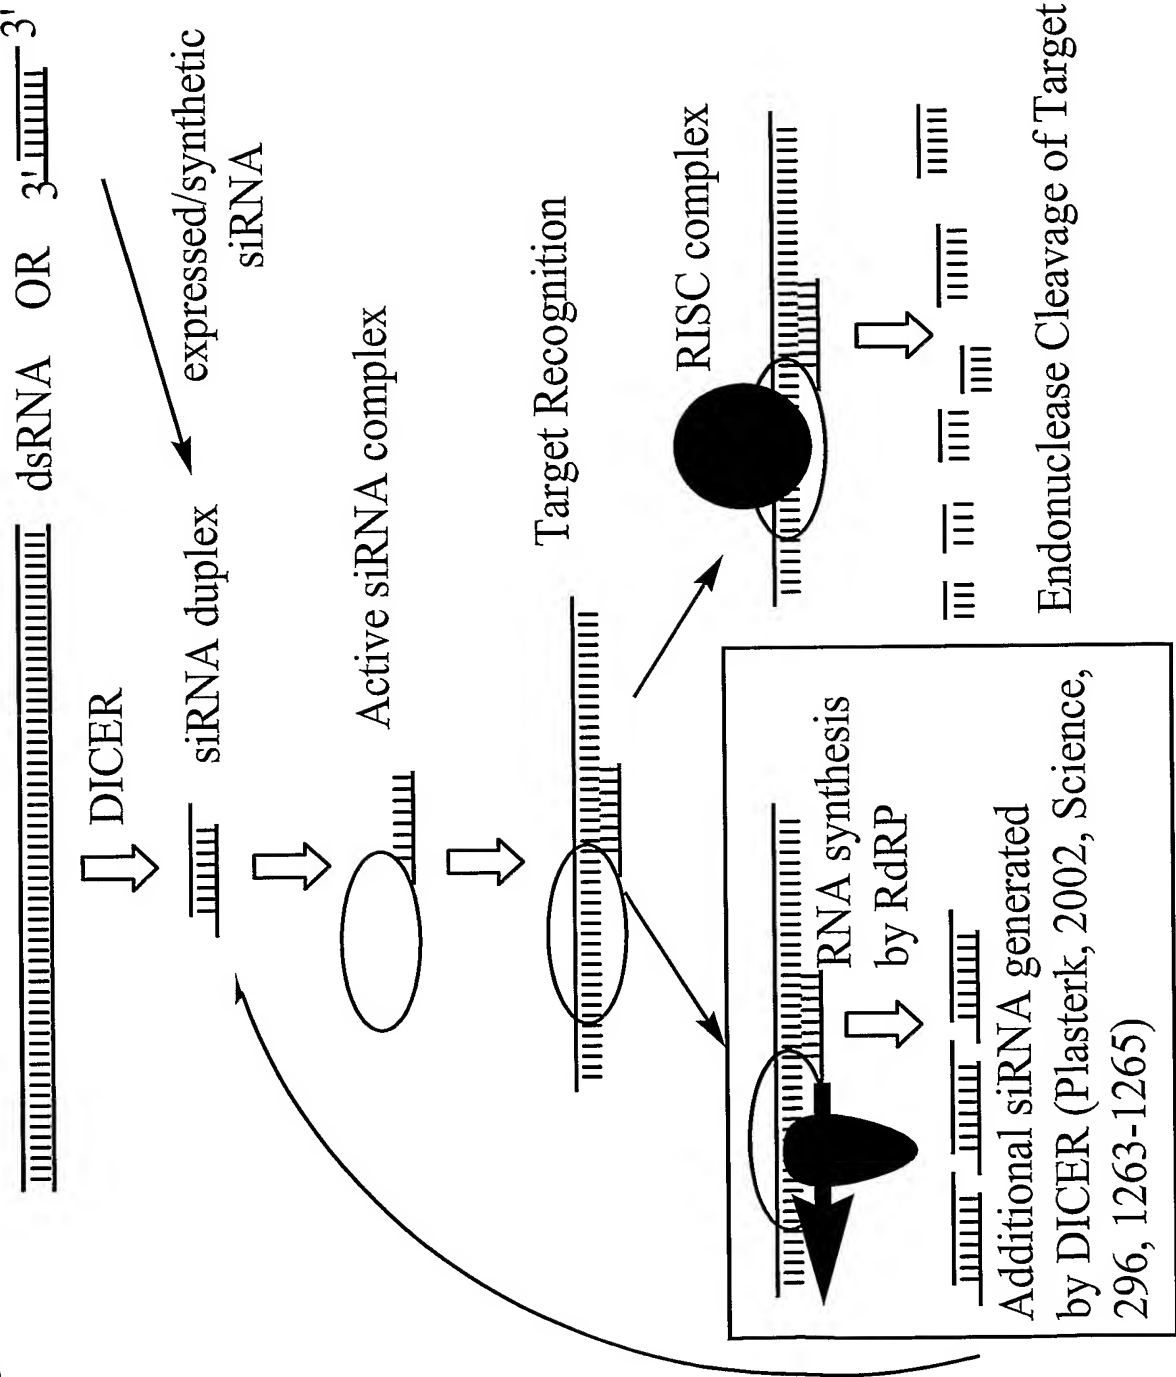 dsRNA OR 3' 3'
DICER
siRNA duplex
expressed/synthetic
siRNA
Active siRNA complex
Target Recognition
RISC complex
RNA synthesis
by RdRP
Additional siRNA generated
by DICER (Plasterk, 2002, Science,
296, 1263-1265)
Endonuclease Cleavage of Target